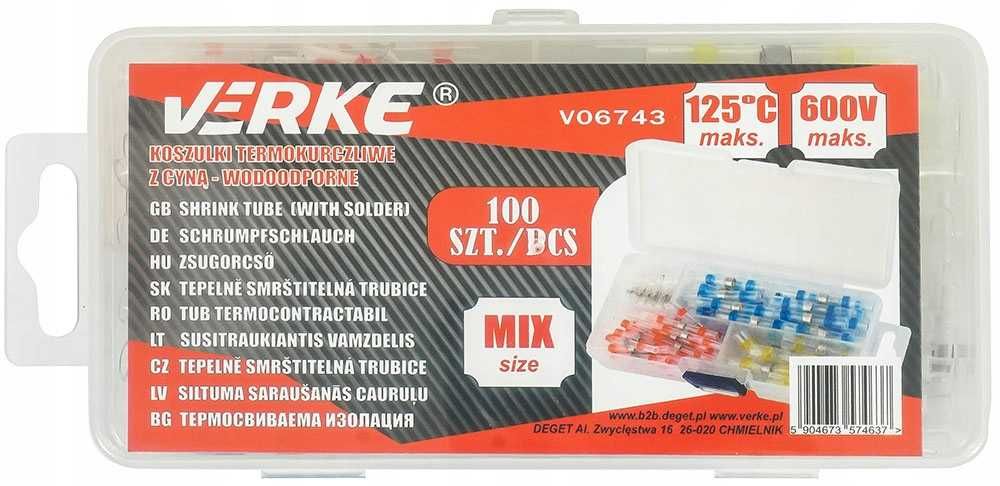 VERKE®
V06743
125°C
maks.
600V
maks.
KOSZULKI TERMOKURCZLIWE
Z CYNĄ - WODOODPORNE
GB SHRINK TUBE (WITH SOLDER)
DE SCHRUMPFSCHLAUCH
HU ZSUGORCSŐ
SK TEPELNĚ SMRŠTITELNÁ TRUBICE
RO TUB TERMOCONTRACTABIL
LT SUSITRAUKIANTIS VAMZDELIS
CZ TEPELNĚ SMRŠTITELNÁ TRUBICE
LV SILTUMA SARAUŠANĀS CAURUĻU
BG ТЕРМОСВИВАЕМА ИЗОЛАЦИЯ
100
SZT./PCS
MIX
size
www.b2b.deget.pl www.verke.pl
DEGET Al. Zwycięstwa 16 26-020 CHMIELNIK
5 904673 574637 >